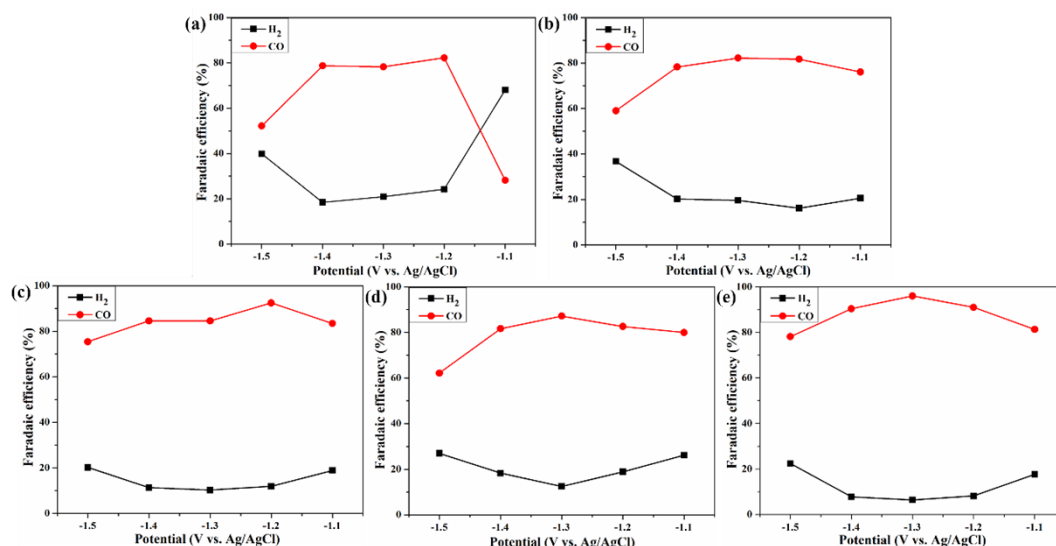 (a)
H2
CO
100
80
60
40
20
0
Faradaic efficiency (%)
-1.5 -1.4 -1.3 -1.2 -1.1
Potential (V vs. Ag/AgCl)
(b)
H2
CO
100
80
60
40
20
0
Faradaic efficiency (%)
-1.5 -1.4 -1.3 -1.2 -1.1
Potential (V vs. Ag/AgCl)
(c)
H2
CO
100
80
60
40
20
0
Faradaic efficiency (%)
-1.5 -1.4 -1.3 -1.2 -1.1
Potential (V vs. Ag/AgCl)
(d)
H2
CO
100
80
60
40
20
0
Faradaic efficiency (%)
-1.5 -1.4 -1.3 -1.2 -1.1
Potential (V vs. Ag/AgCl)
(e)
H2
CO
100
80
60
40
20
0
Faradaic efficiency (%)
-1.5 -1.4 -1.3 -1.2 -1.1
Potential (V vs. Ag/AgCl)